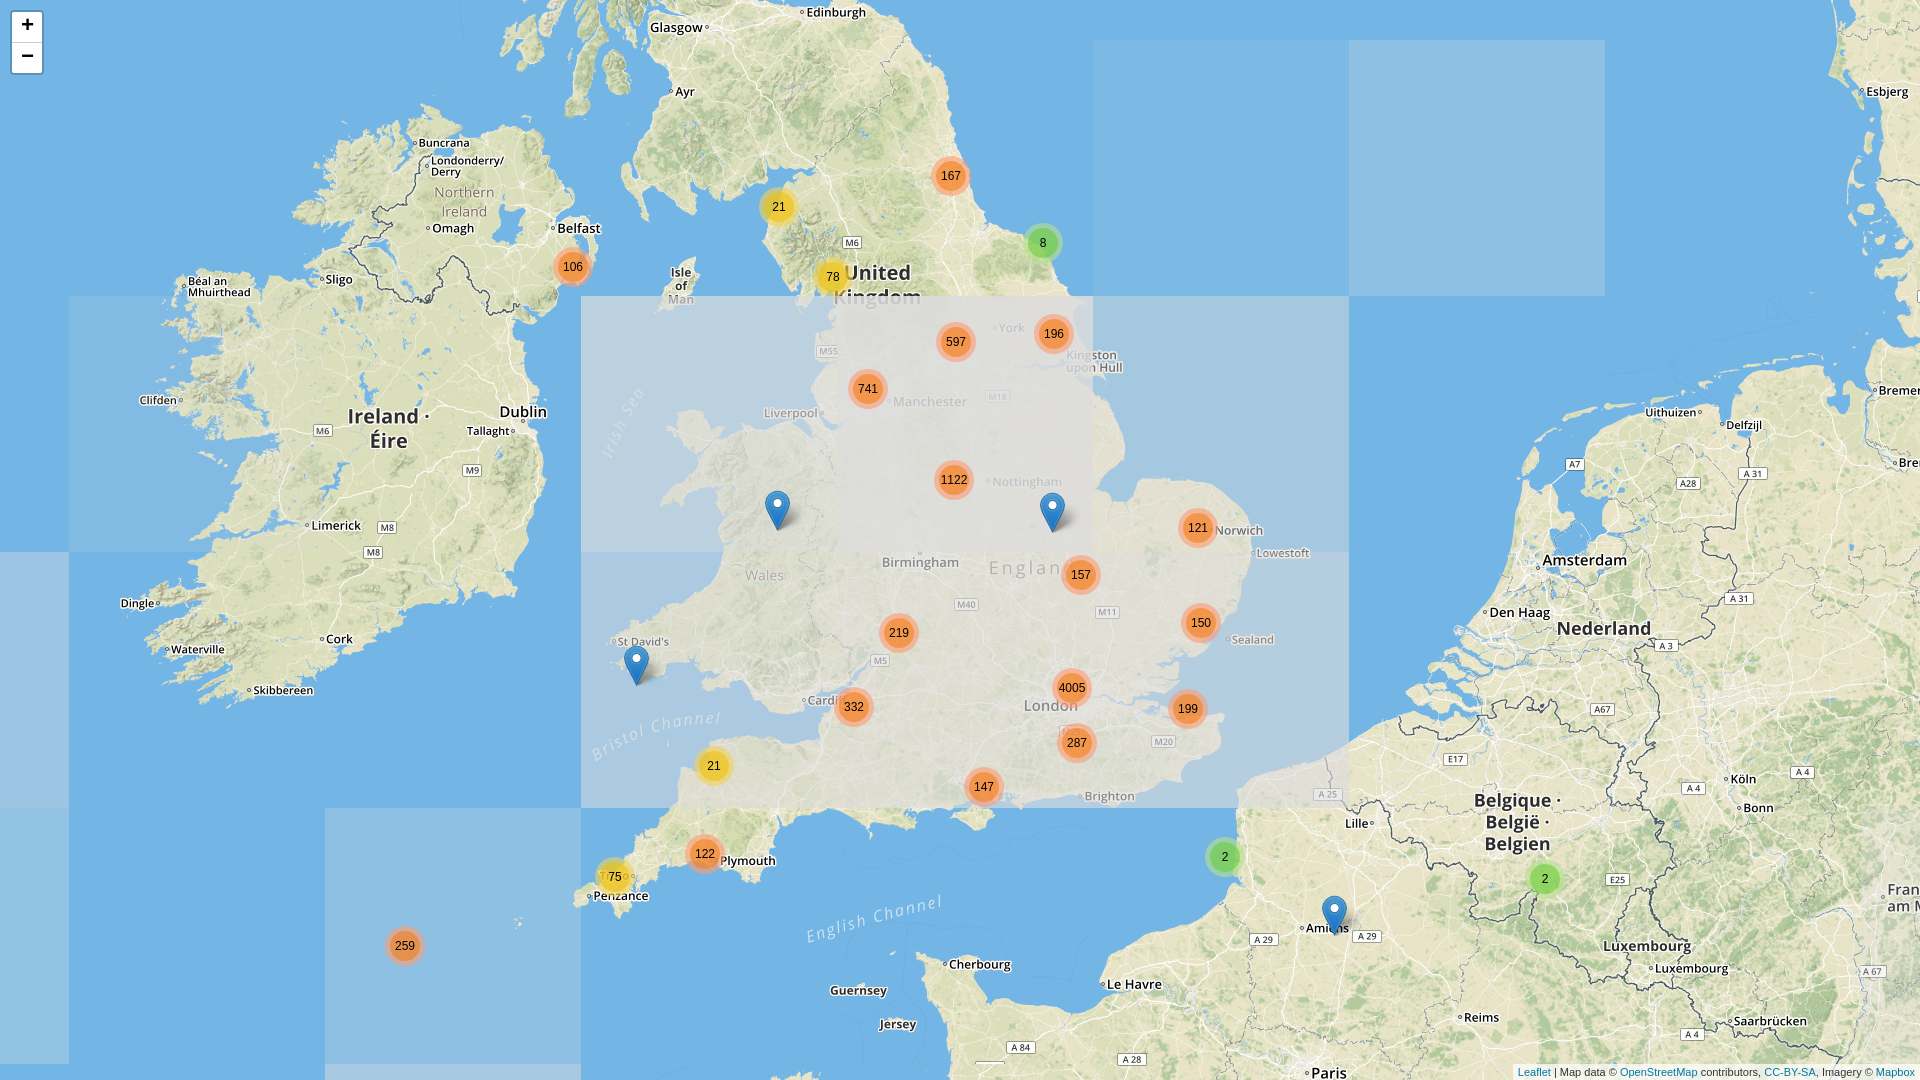 +
−
Edinburgh
Glasgow
Ayr
Esbjerg
Buncrana
Londonderry/
Derry
Northern
Ireland
Omagh
Belfast
167
21
M6
8
106
78
United
Kingdom
Isle
of
Man
Sligo
Béal an
Mhuirthead
York
196
597
M55
Kingston
upon Hull
741
Manchester
M18
Liverpool
Irish Sea
Clifden
Ireland ·
Éire
Dublin
Tallaght
M6
M9
Uithuizen
Delfzijl
Bremer
Bre
A7
A 31
A28
1122
Nottingham
Limerick
M8
M8
121
Norwich
Lowestoft
Birmingham
Englan
157
Wales
Amsterdam
Den Haag
Nederland
A 31
A 3
M40
M11
150
Sealand
219
M5
St David's
Dingle
Cork
Waterville
Skibbereen
4005
London
199
Cardif
332
Bristol Channel
287
M20
A67
E17
21
147
Brighton
A 25
Köln
A 4
A 4
Bonn
Lille
Belgique ·
België ·
Belgien
122
Plymouth
75
Penzance
2
2
E25
Fran
am M
English Channel
259
Amiens
A 29
A 29
Luxembourg
Luxembourg
A 67
Cherbourg
Le Havre
Guernsey
Jersey
Reims
Saarbrücken
A 4
A 84
A 28
Paris
Leaflet | Map data © OpenStreetMap contributors, CC-BY-SA, Imagery © Mapbox